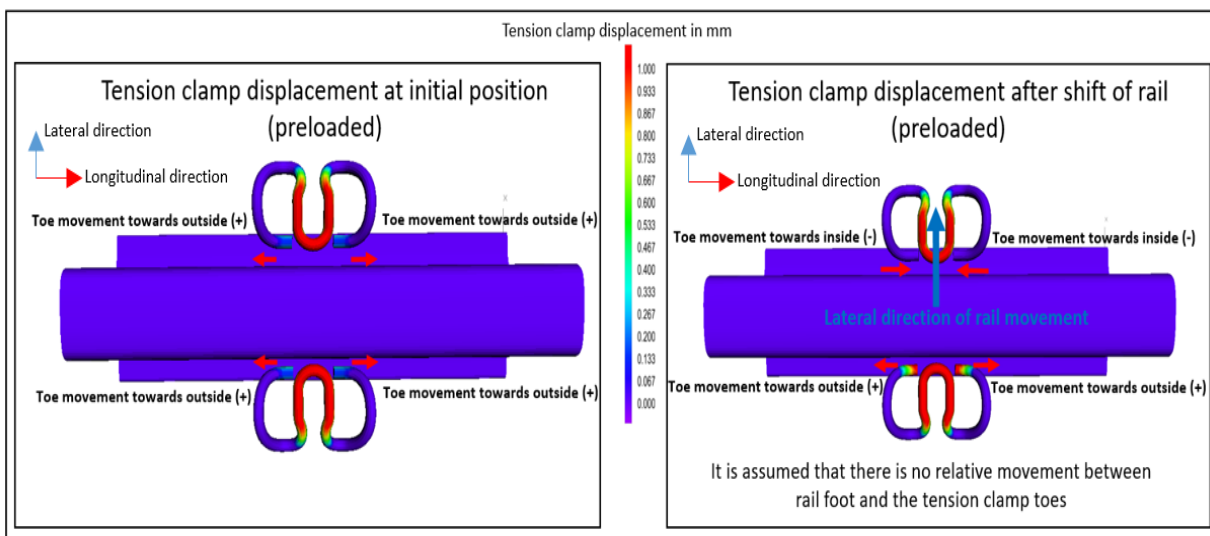 Tension clamp displacement in mm
Tension clamp displacement at initial position
(preloaded)
Lateral direction
Longitudinal direction
Toe movement towards outside (+)
Toe movement towards outside (+)
Toe movement towards outside (+)
Toe movement towards outside (+)
x
1.000
0.933
0.867
0.800
0.733
0.667
0.600
0.533
0.467
0.400
0.333
0.267
0.200
0.133
0.067
0.000
Tension clamp displacement after shift of rail
(preloaded)
Lateral direction
Longitudinal direction
Toe movement towards inside (-)
Toe movement towards inside (-)
Lateral direction of rail movement
Toe movement towards outside (+)
Toe movement towards outside (+)
It is assumed that there is no relative movement between
rail foot and the tension clamp toes